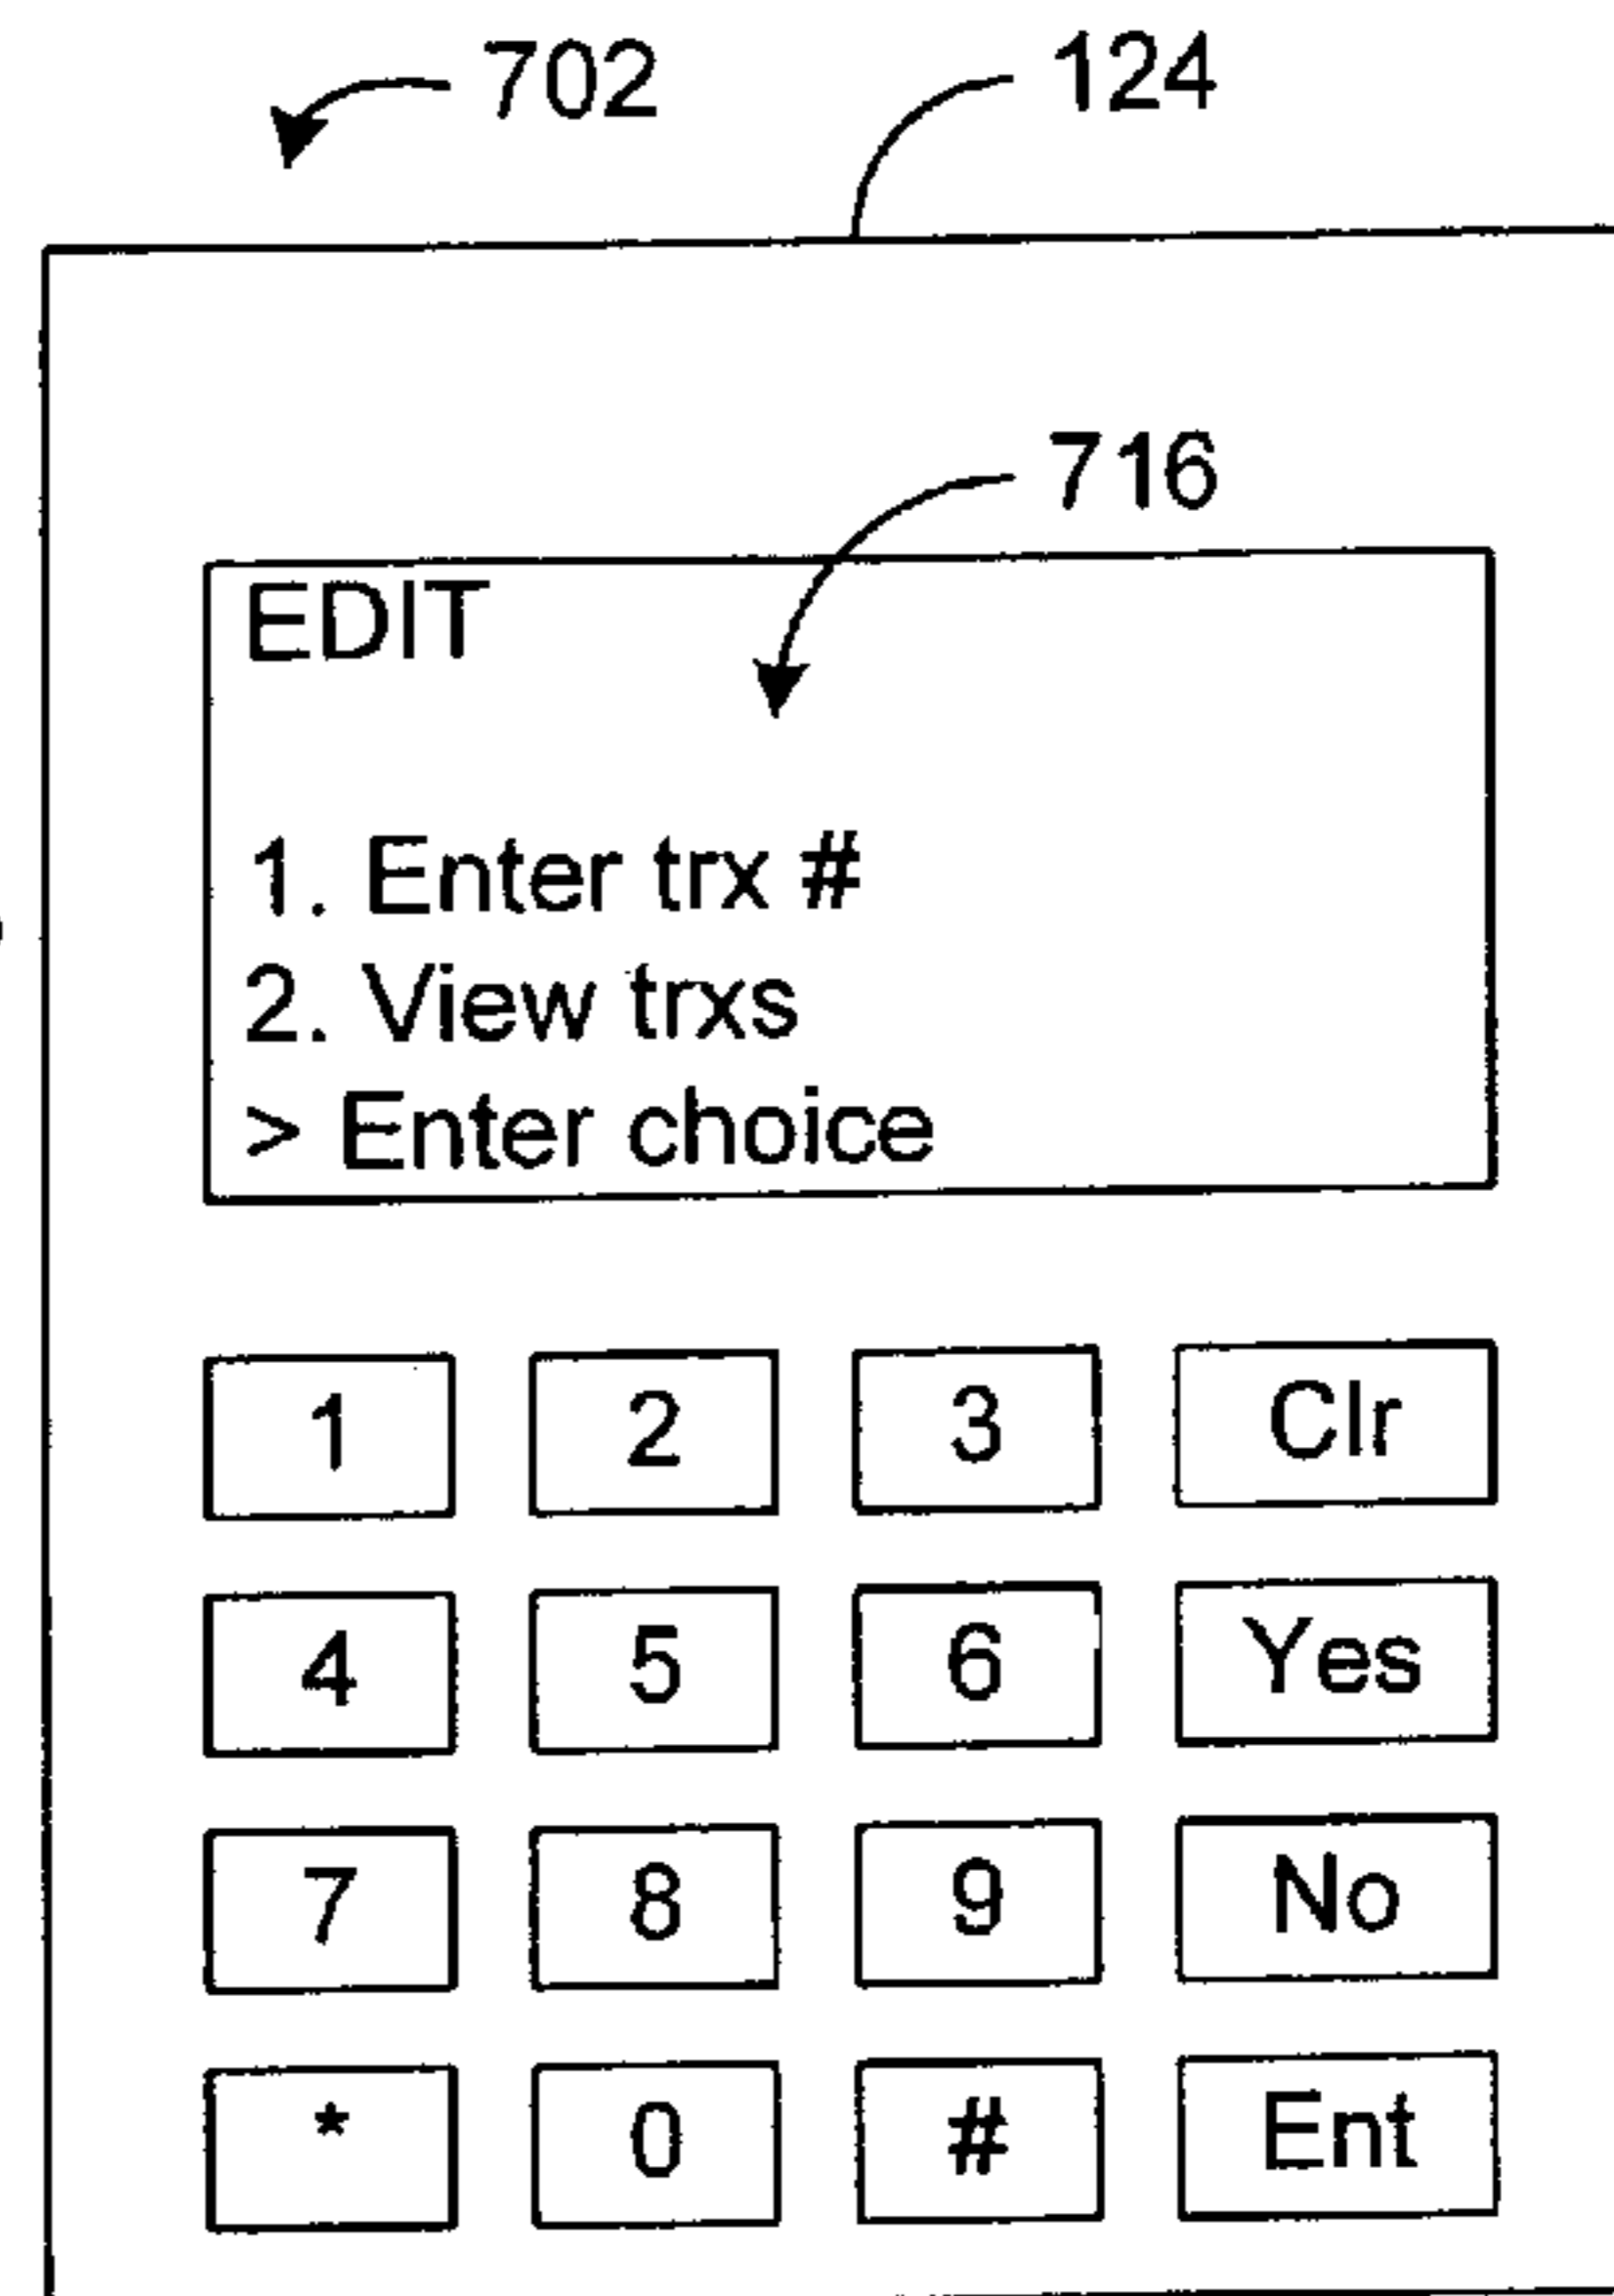 702 124
716
EDIT
1. Enter trx #
2. View trxs
> Enter choice
1 2 3 Clr
4 5 6 Yes
7 8 9 No
* 0 # Ent